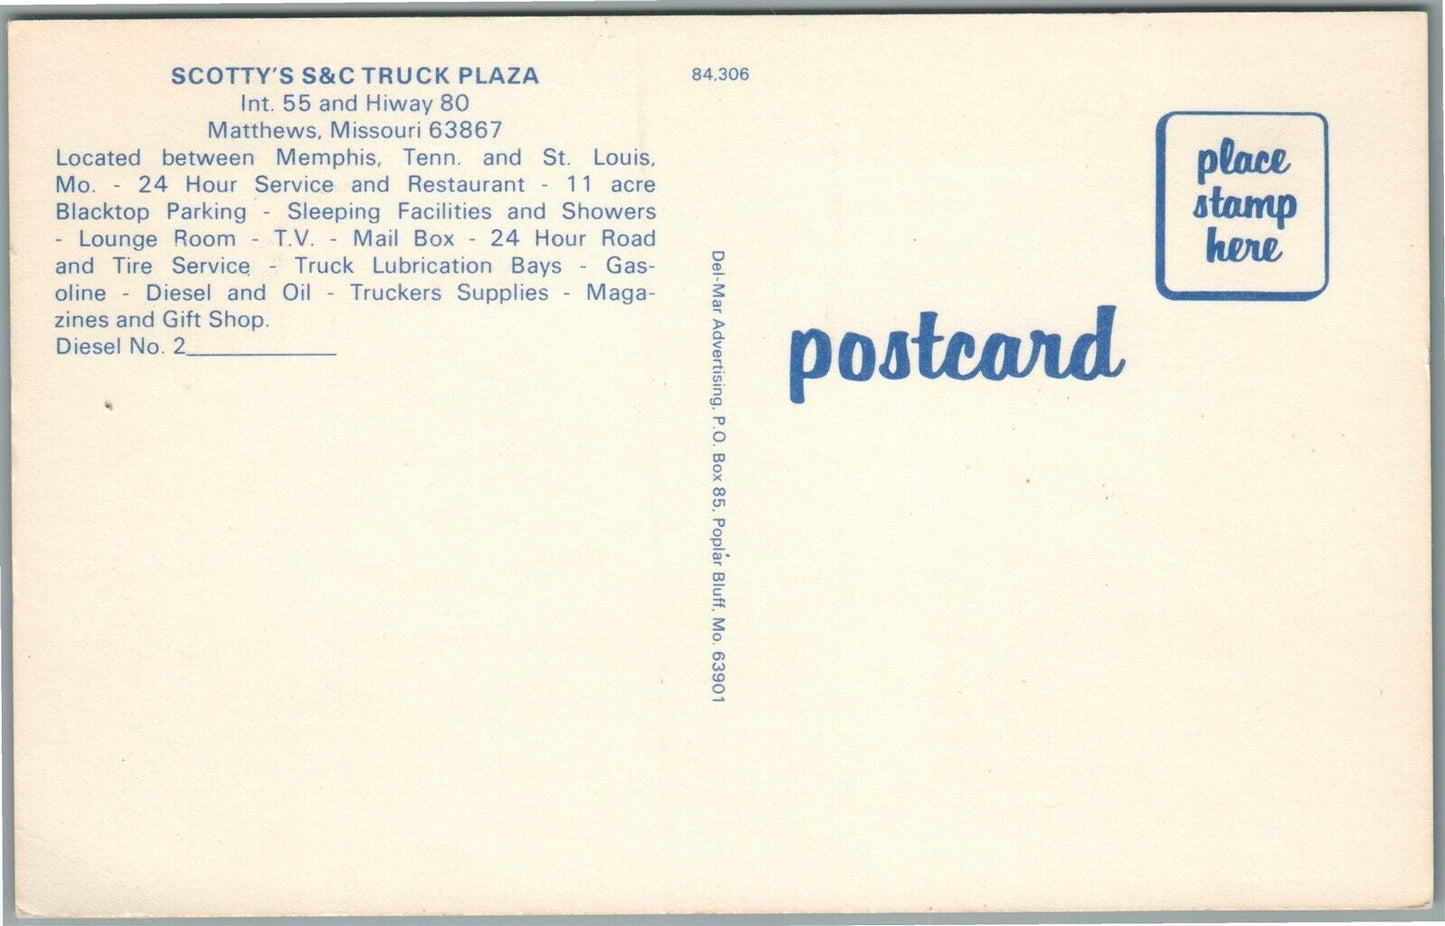 SCOTTY'S S&C TRUCK PLAZA
Int. 55 and Hiway 80
Matthews, Missouri 63867
Located between Memphis, Tenn. and St. Louis,
Mo. - 24 Hour Service and Restaurant - 11 acre
Blacktop Parking - Sleeping Facilities and Showers
- Lounge Room - T.V. - Mail Box - 24 Hour Road
and Tire Service - Truck Lubrication Bays - Gas-
oline - Diesel and Oil - Truckers Supplies - Maga-
zines and Gift Shop.
Diesel No. 2____________
84,306
Del-Mar Advertising, P.O. Box 85, Poplar Bluff, Mo. 63901
place
stamp
here
postcard